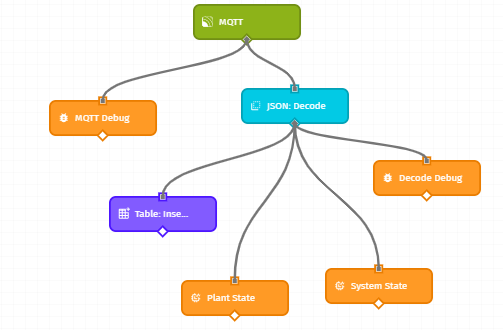 MQTT
MQTT Debug
JSON: Decode
Decode Debug
Table: Inse...
Plant State
System State